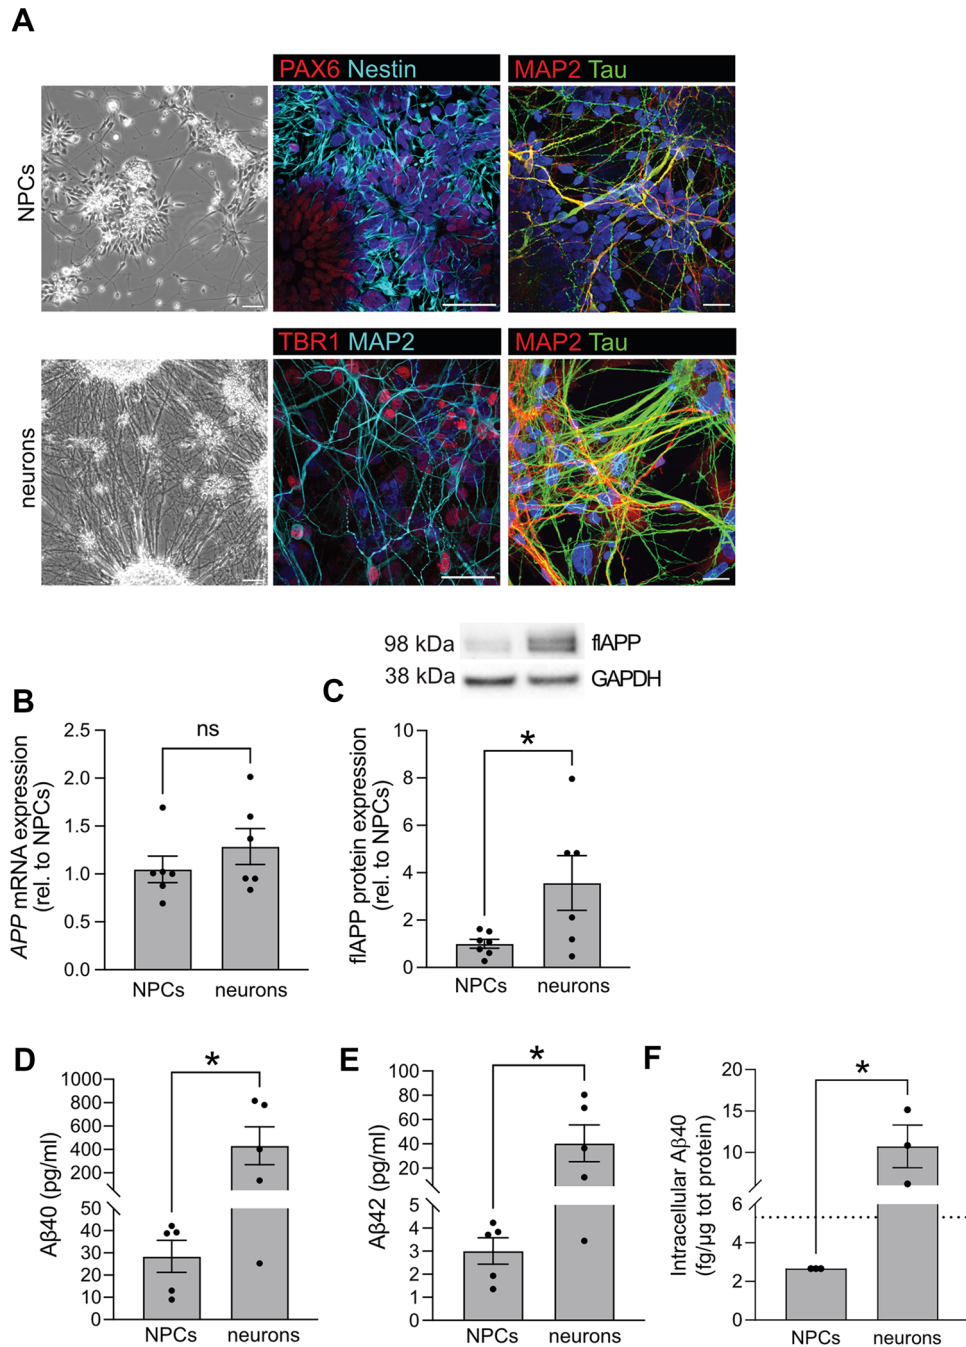 A
PAX6 Nestin
MAP2 Tau
NPCs
TBR1 MAP2
MAP2 Tau
neurons
98 kDa
flAPP
38 kDa
GAPDH
B
APP mRNA expression
(rel. to NPCs)
2.5
2.0
1.5
1.0
0.5
0.0
ns
NPCs
neurons
C
flAPP protein expression
(rel. to NPCs)
10
8
6
4
2
0
*
NPCs
neurons
D
Aβ40 (pg/ml)
1000
800
600
400
200
50
40
30
20
10
0
*
NPCs
neurons
E
Aβ42 (pg/ml)
100
80
60
40
20
5
4
3
2
1
0
*
NPCs
neurons
F
Intracellular Aβ40
(fg/µg tot protein)
20
15
10
6
4
2
0
*
NPCs
neurons